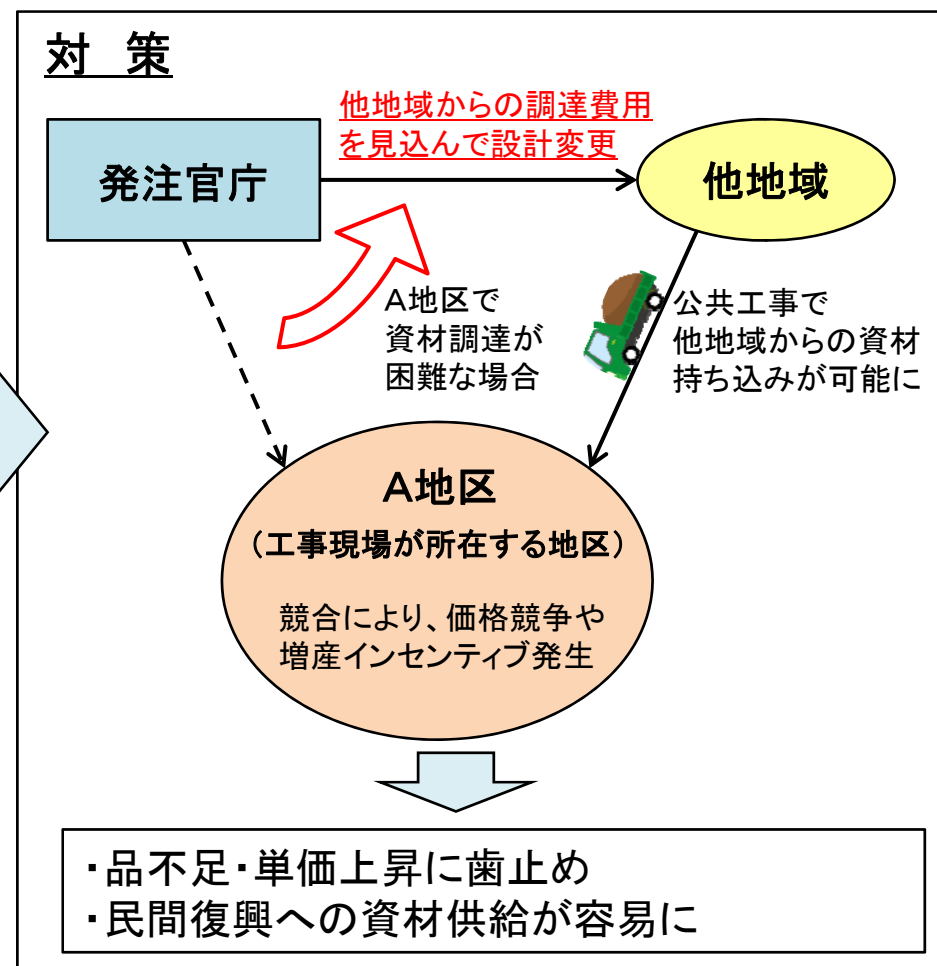 対　策
他地域からの調達費用
を見込んで設計変更
発注官庁
他地域
A地区で
資材調達が
困難な場合
公共工事で
他地域からの資材
持ち込みが可能に
A地区
(工事現場が所在する地区)
競合により、価格競争や
増産インセンティブ発生
・品不足・単価上昇に歯止め
・民間復興への資材供給が容易に